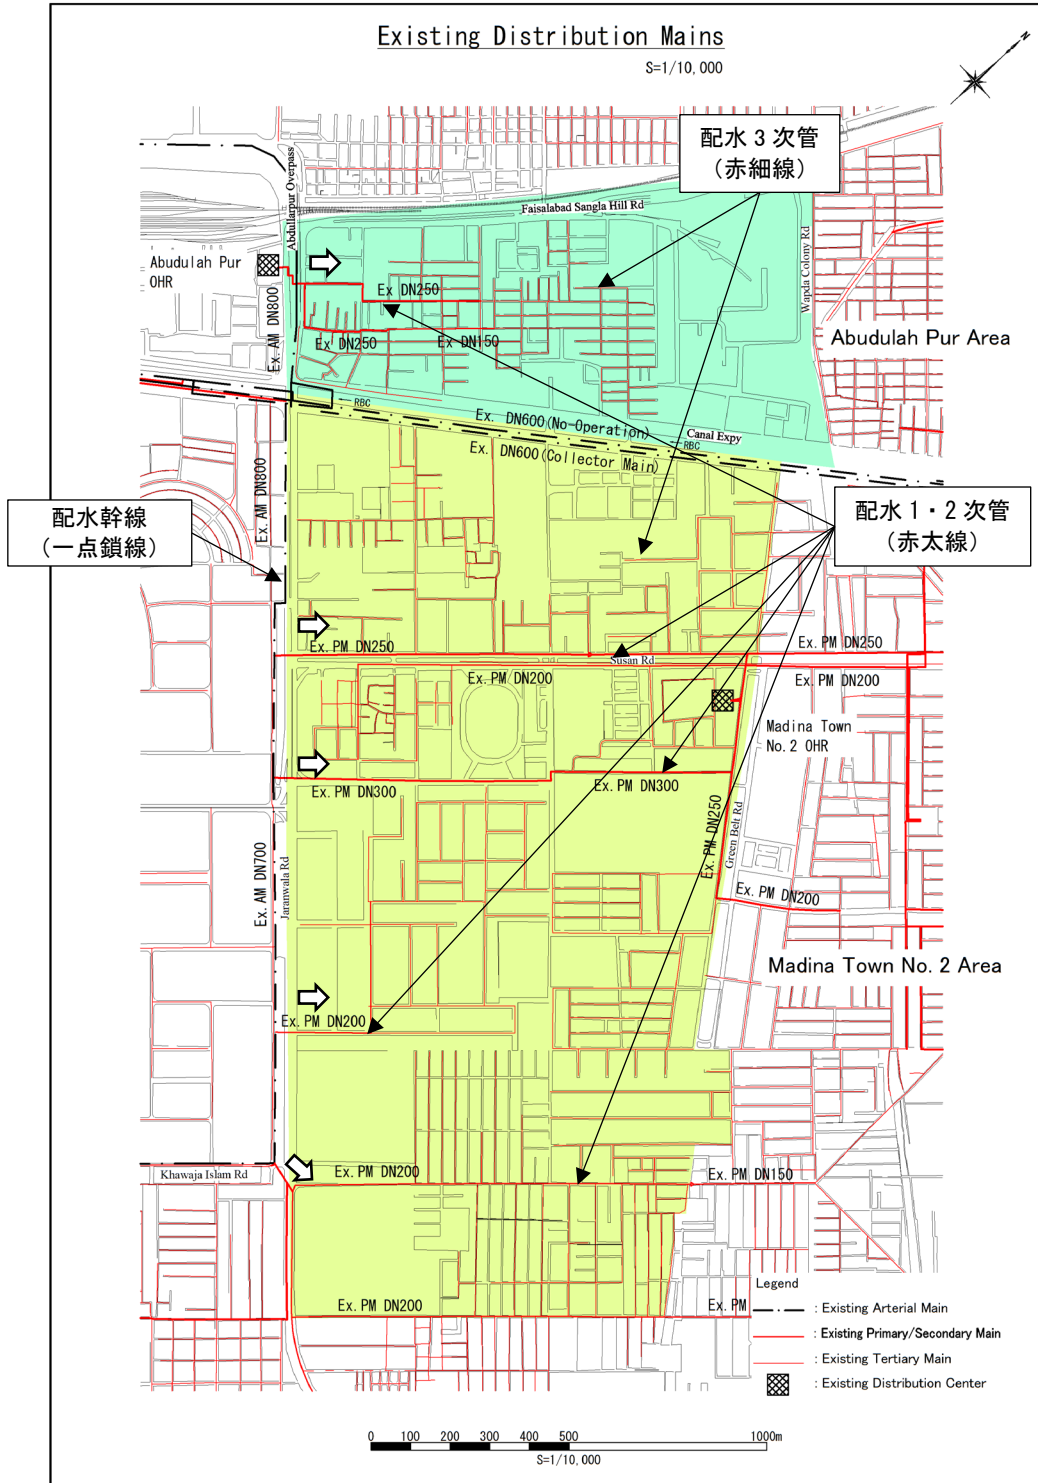 Existing Distribution Mains
S=1/10,000
N
配水3次管
（赤細線）
Abdullarpur Overpass
Faisalabad Sangla Hill Rd
Wapda Colony Rd
Abudulah Pur
OHR
Ex. AM DN800
Ex DN250
Ex DN250
Ex DN150
Abudulah Pur Area
← RBC
Ex. DN600(No-Operation)
Canal Expy
← RBC
Ex. DN600(Collector Main)
Ex. AM DN800
配水幹線
（一点鎖線）
配水1・2次管
（赤太線）
Ex. PM DN250
Susan Rd
Ex. PM DN250
Ex. PM DN200
Ex. PM DN200
Madina Town
No.2 OHR
Ex. PM DN300
Ex. PM DN300
Ex. PM DN250
Green Belt Rd
Ex. AM DN700
Jaranwala Rd
Ex. PM DN200
Madina Town No. 2 Area
Ex. PM DN200
Khawaja Islam Rd
Ex. PM DN200
Ex. PM DN150
Ex. PM DN200
Ex. PM
Legend
: Existing Arterial Main
: Existing Primary/Secondary Main
: Existing Tertiary Main
: Existing Distribution Center
0 100 200 300 400 500 1000m
S=1/10,000